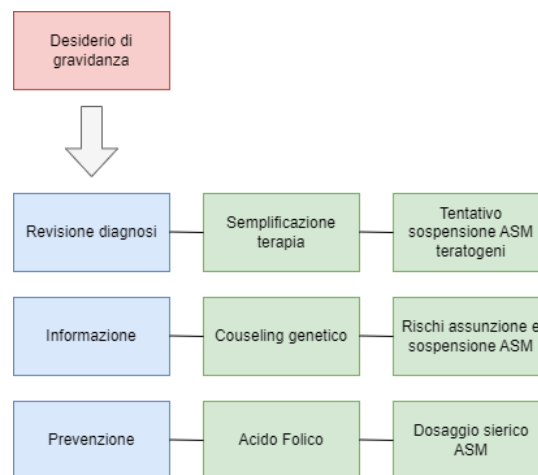 Desiderio di
gravidanza
Revisione diagnosi
Semplificazione
terapia
Tentativo
sospensione ASM
teratogeni
Informazione
Couseling genetico
Rischi assunzione e
sospensione ASM
Prevenzione
Acido Folico
Dosaggio sierico
ASM